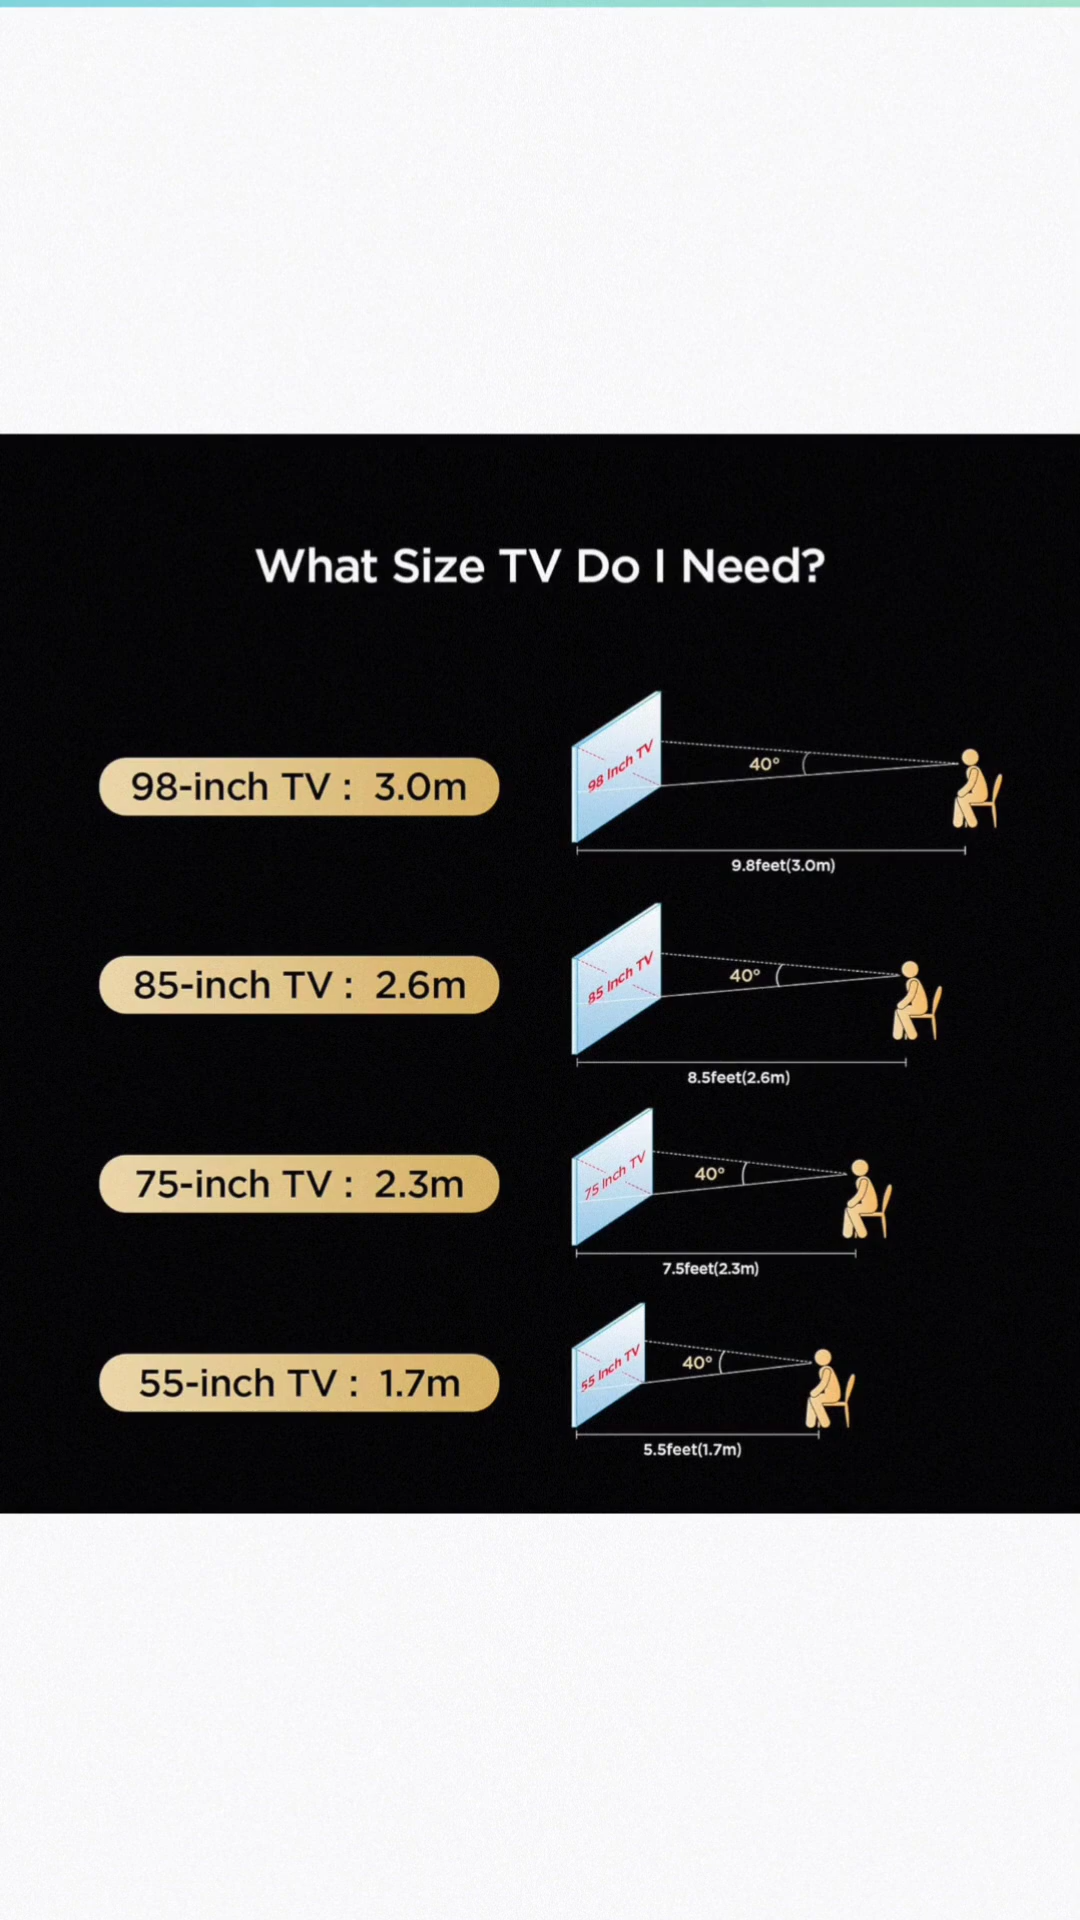 What Size TV Do I Need?
98-inch TV : 3.0m
98 Inch TV
40°
9.8feet(3.0m)
85-inch TV : 2.6m
85 Inch TV
40°
8.5feet(2.6m)
75-inch TV : 2.3m
75 Inch TV
40°
7.5feet(2.3m)
55-inch TV : 1.7m
55 Inch TV
40°
5.5feet(1.7m)